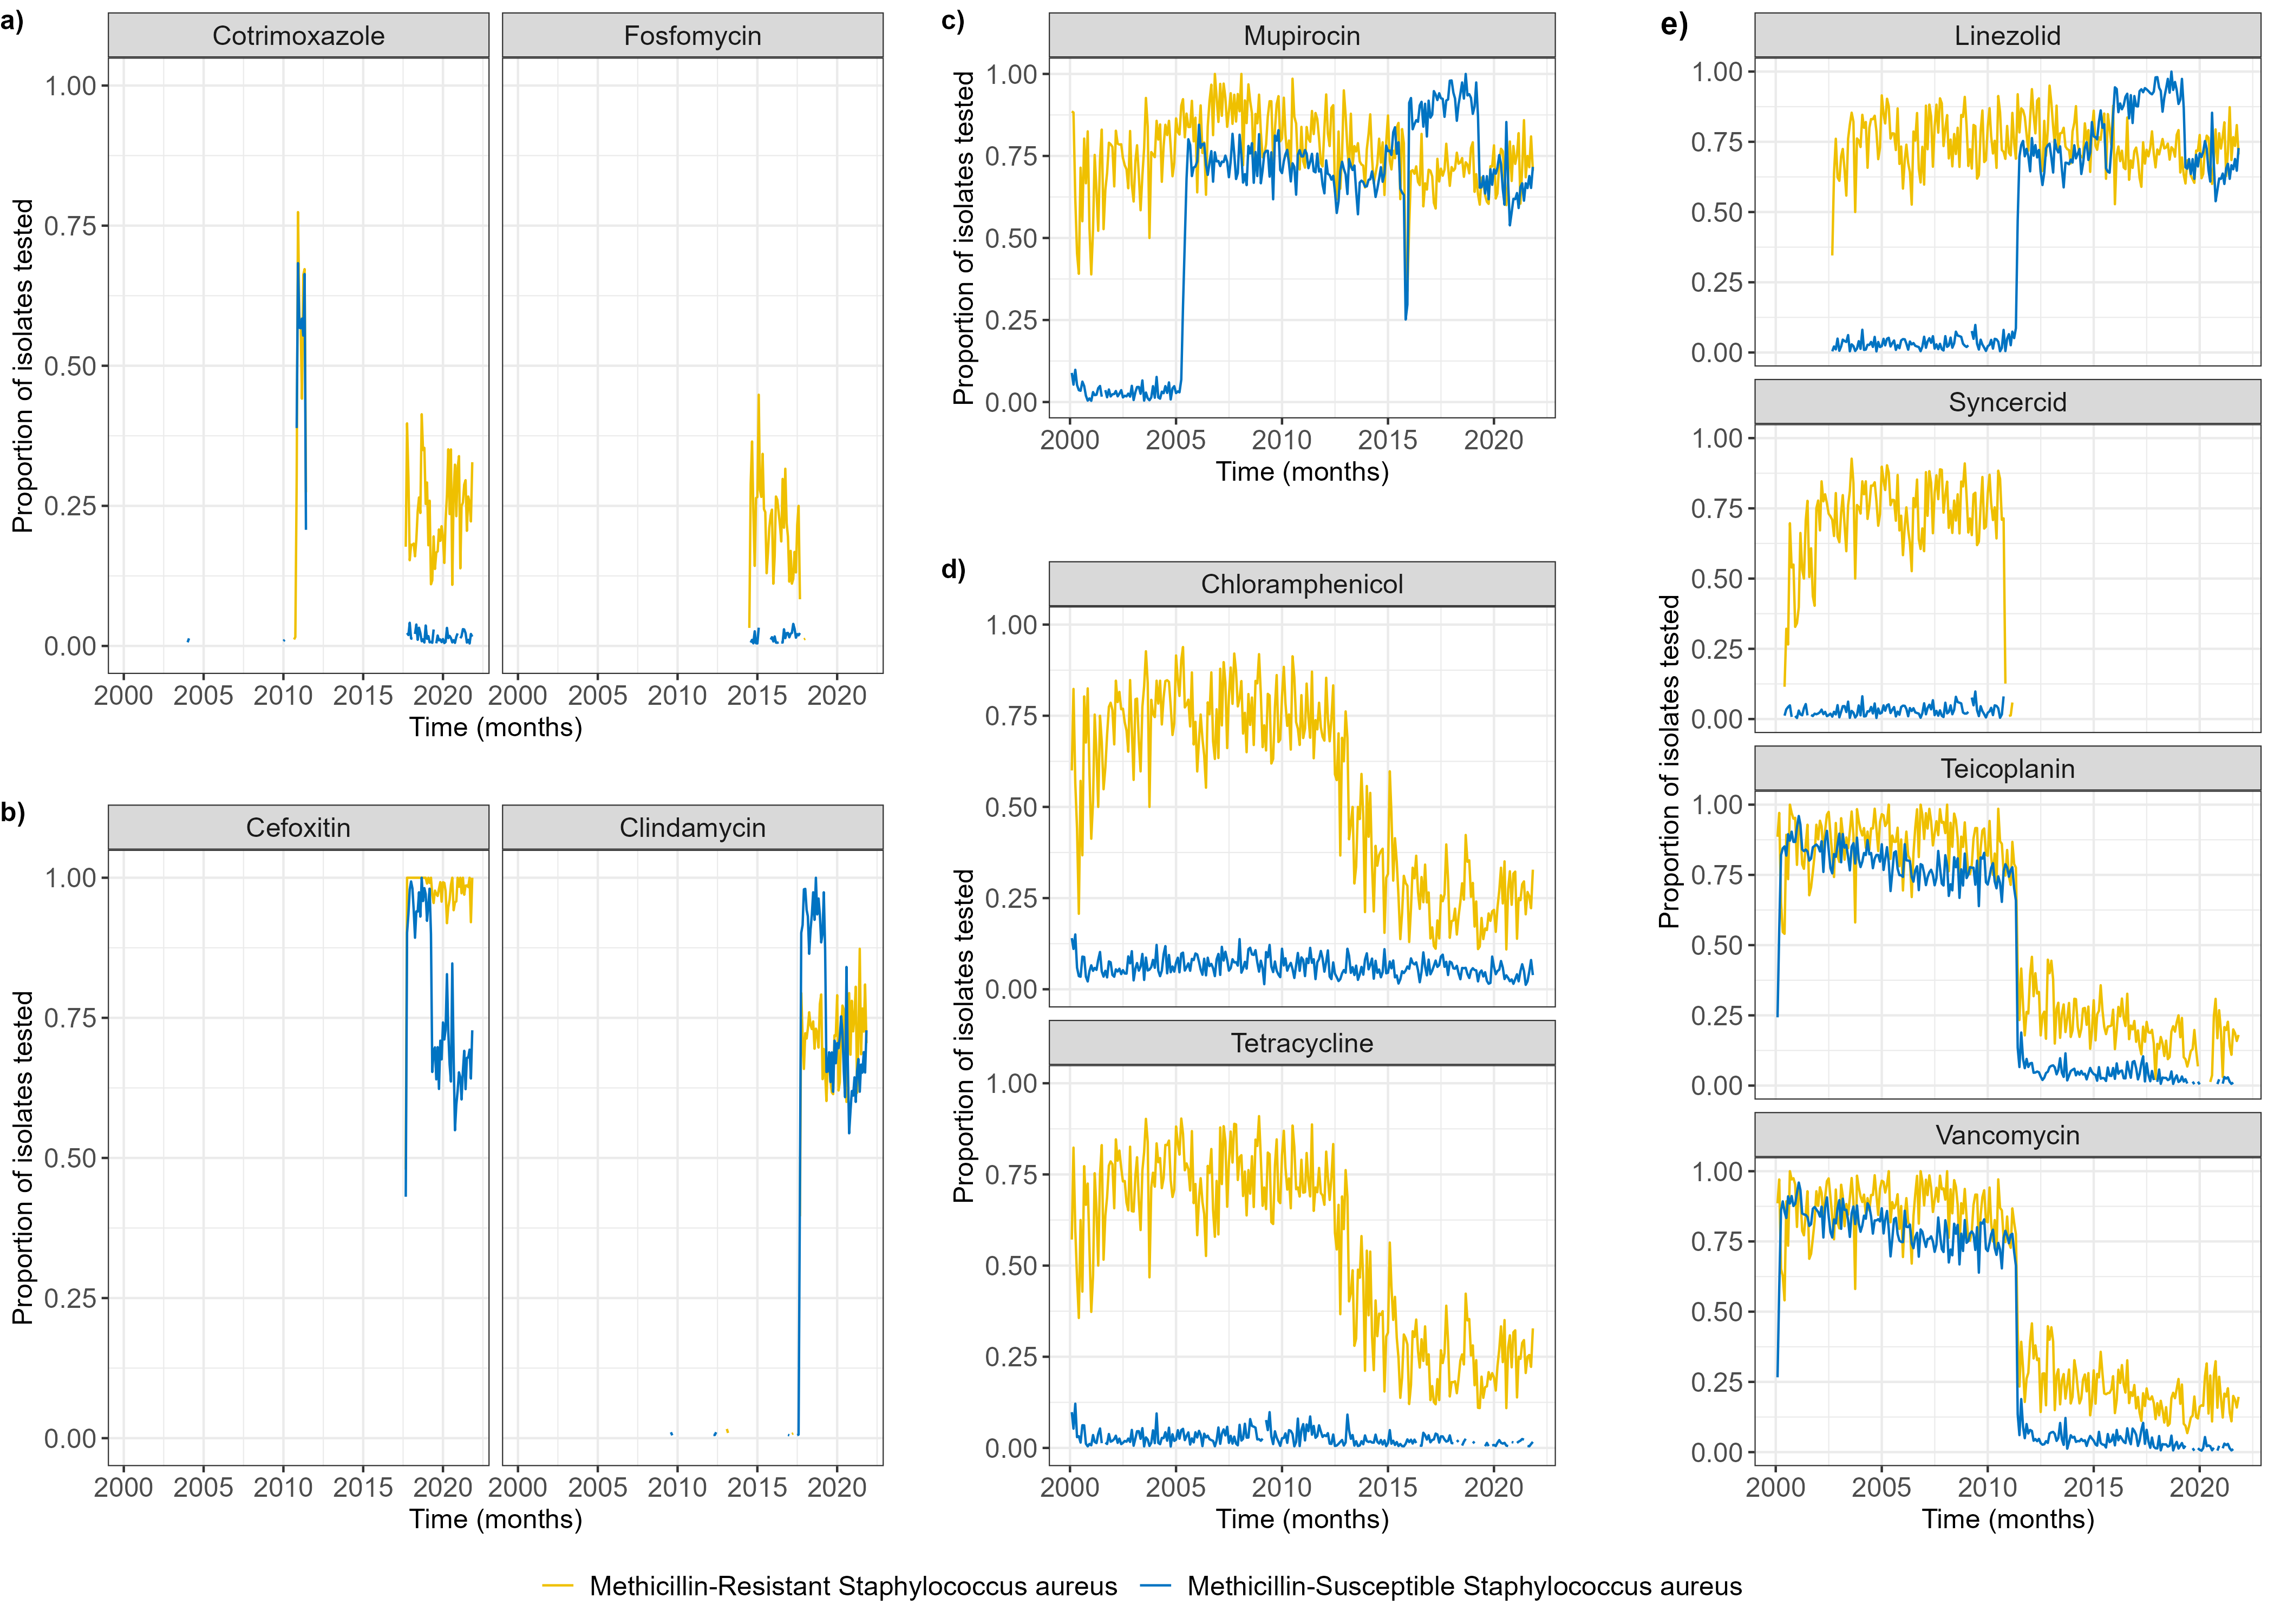 a)
Cotrimoxazole
Fosfomycin
Proportion of isolates tested
1.00
0.75
0.50
0.25
0.00
2000 2005 2010 2015 2020
2000 2005 2010 2015 2020
Time (months)
b)
Cefoxitin
Clindamycin
Proportion of isolates tested
1.00
0.75
0.50
0.25
0.00
2000 2005 2010 2015 2020
2000 2005 2010 2015 2020
Time (months)
c)
Mupirocin
Proportion of isolates tested
1.00
0.75
0.50
0.25
0.00
2000 2005 2010 2015 2020
Time (months)
d)
Chloramphenicol
Proportion of isolates tested
1.00
0.75
0.50
0.25
0.00
Tetracycline
1.00
0.75
0.50
0.25
0.00
2000 2005 2010 2015 2020
Time (months)
e)
Linezolid
Proportion of isolates tested
1.00
0.75
0.50
0.25
0.00
Syncercid
1.00
0.75
0.50
0.25
0.00
Teicoplanin
1.00
0.75
0.50
0.25
0.00
Vancomycin
1.00
0.75
0.50
0.25
0.00
2000 2005 2010 2015 2020
Time (months)
Methicillin-Resistant Staphylococcus aureus
Methicillin-Susceptible Staphylococcus aureus